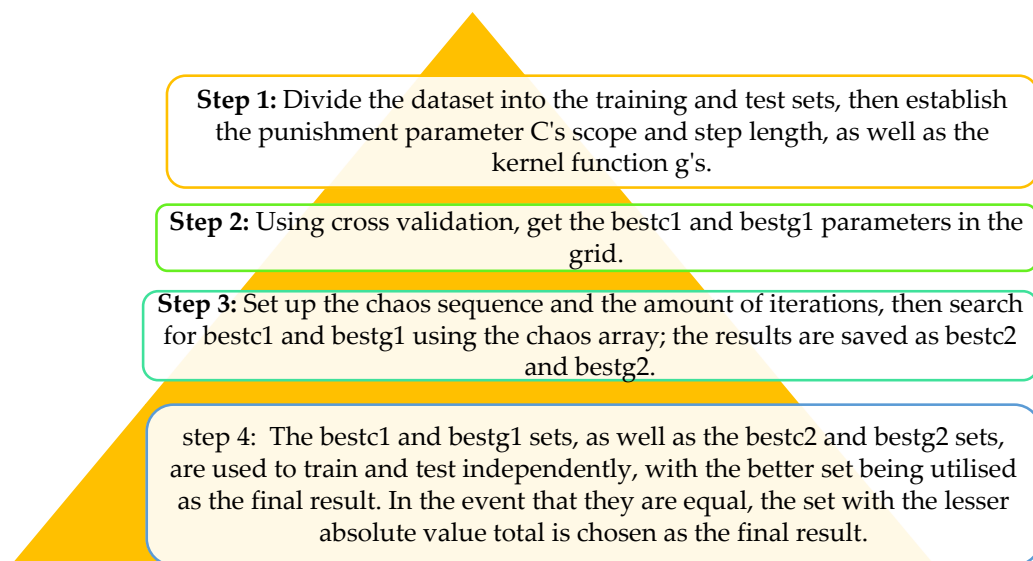 Step 1: Divide the dataset into the training and test sets, then establish
the punishment parameter C's scope and step length, as well as the
kernel function g's.
Step 2: Using cross validation, get the bestc1 and bestg1 parameters in the
grid.
Step 3: Set up the chaos sequence and the amount of iterations, then search
for bestc1 and bestg1 using the chaos array; the results are saved as bestc2
and bestg2.
step 4: The bestc1 and bestg1 sets, as well as the bestc2 and bestg2 sets,
are used to train and test independently, with the better set being utilised
as the final result. In the event that they are equal, the set with the lesser
absolute value total is chosen as the final result.